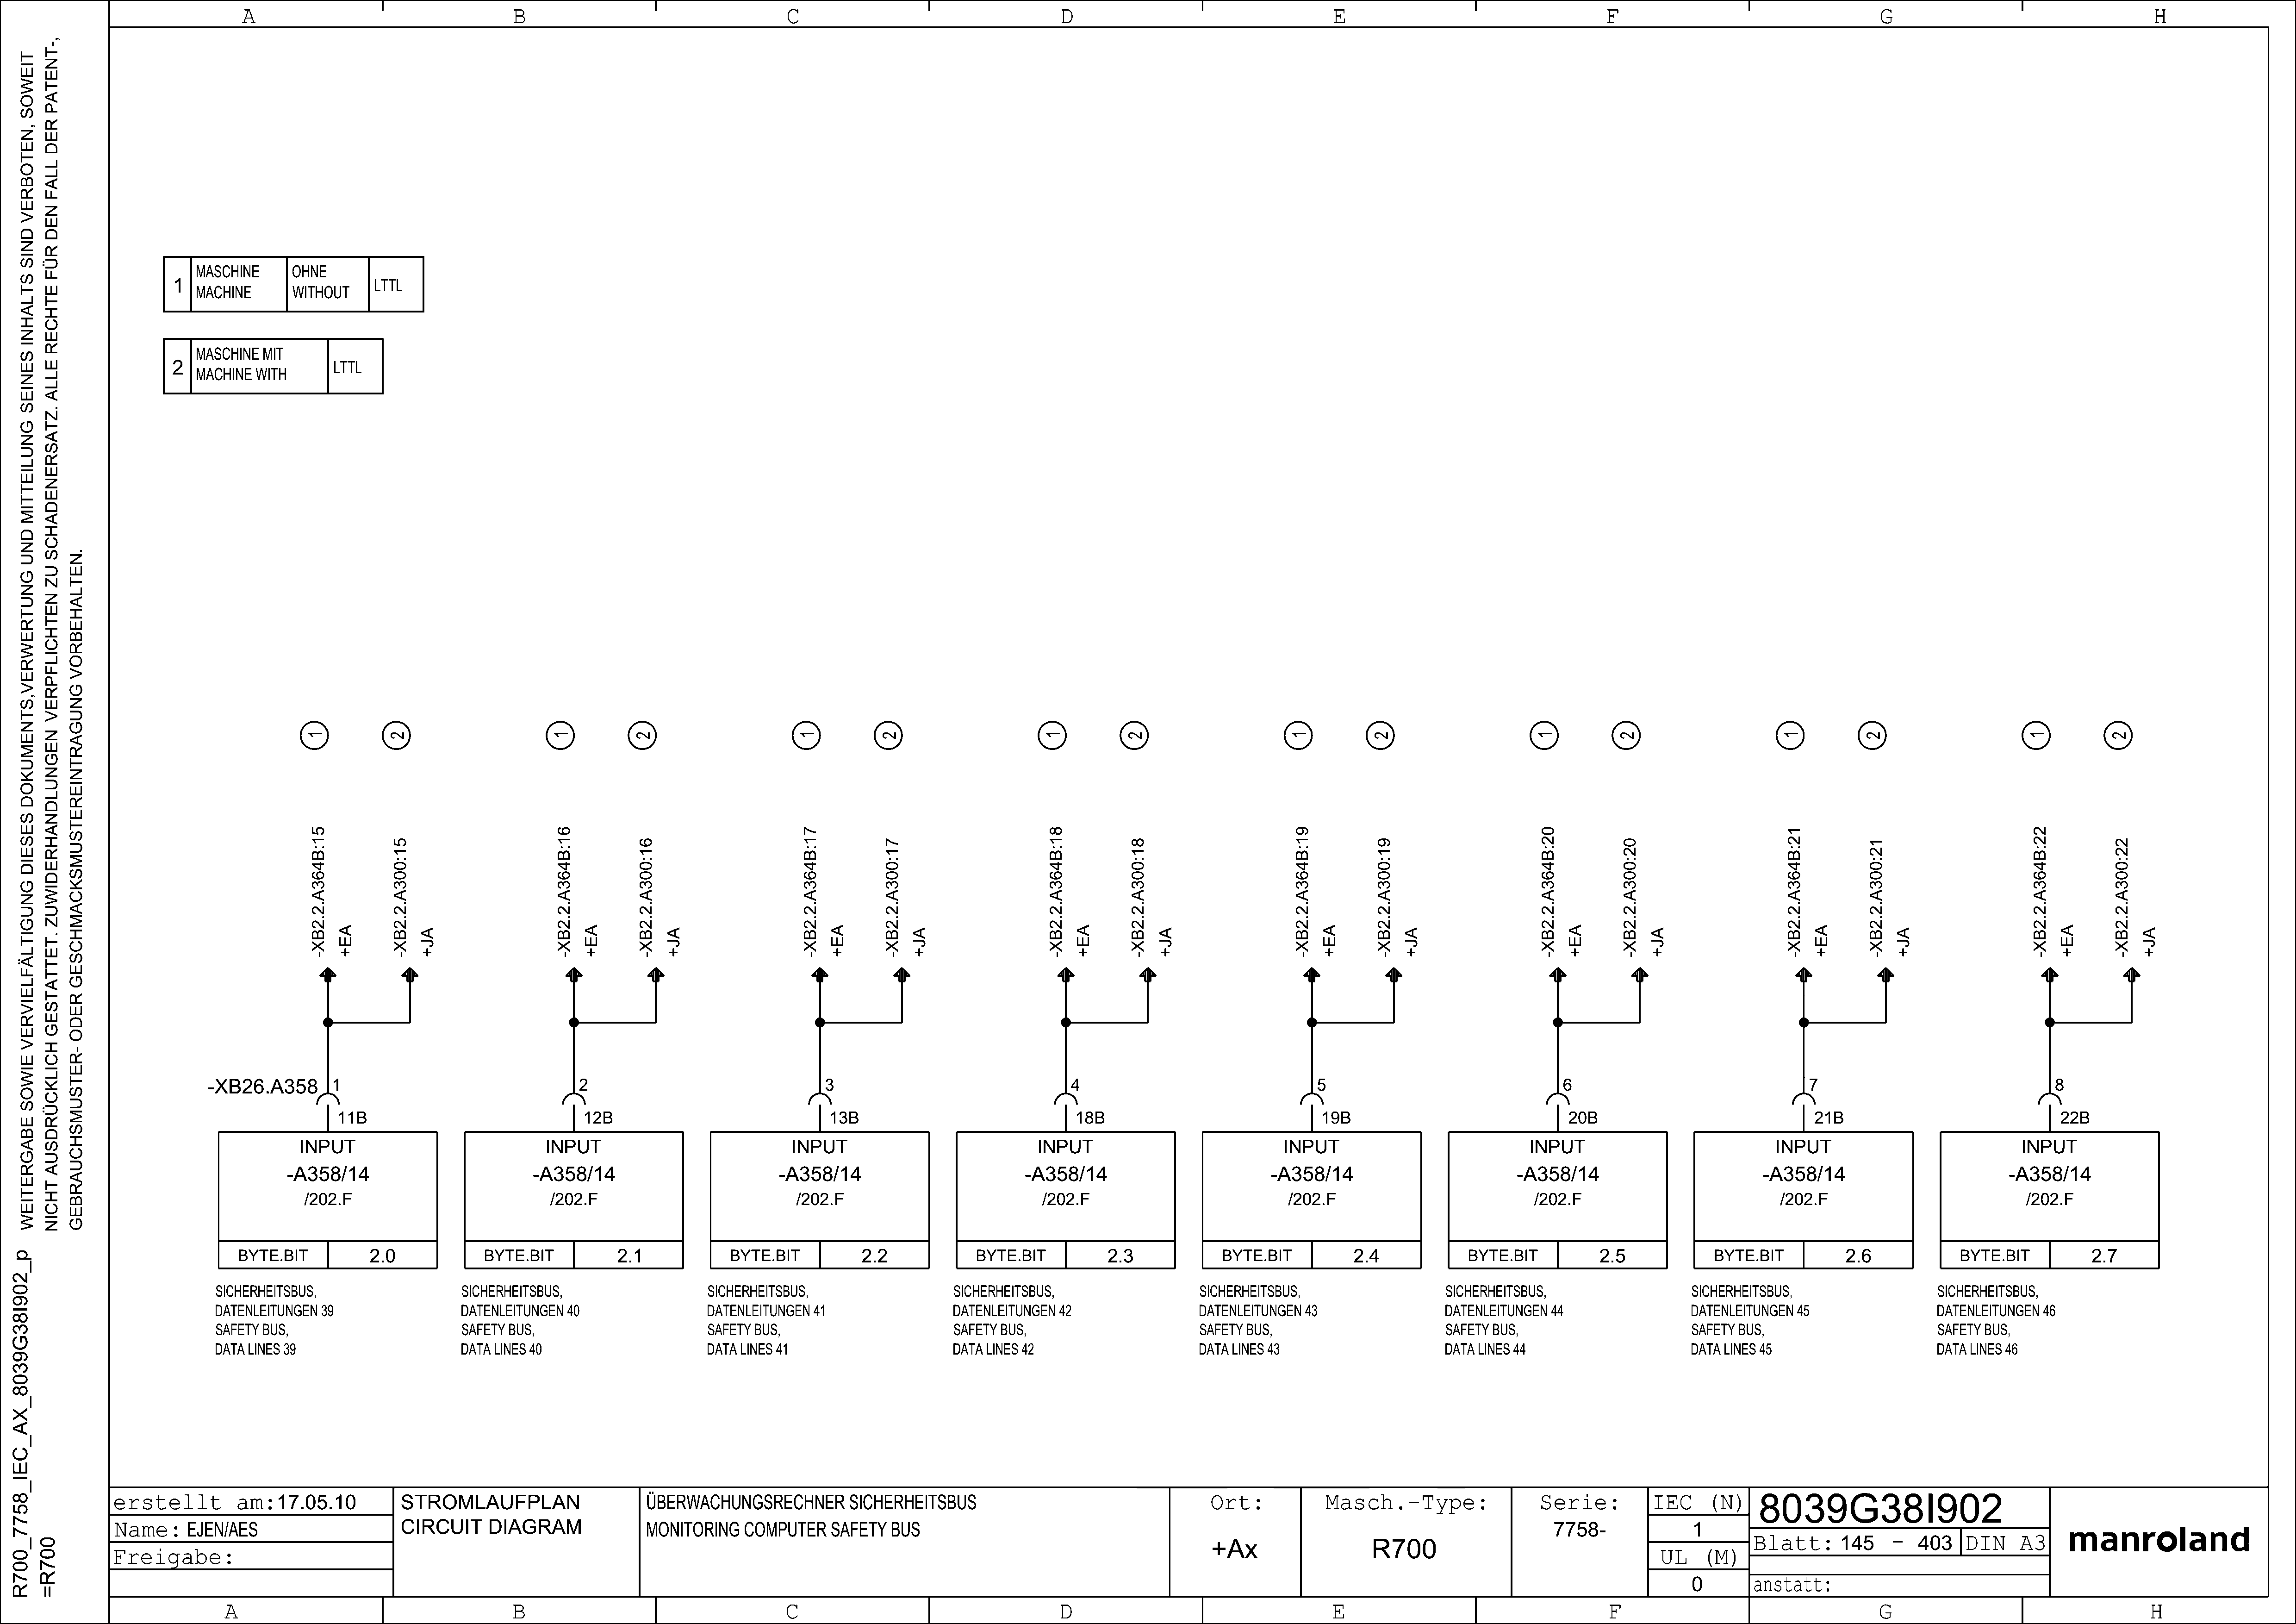 A B C D E F G H
WEITERGABE SOWIE VERVIELFÄLTIGUNG DIESES DOKUMENTS,VERWERTUNG UND MITTEILUNG SEINES INHALTS SIND VERBOTEN, SOWEIT
NICHT AUSDRÜCKLICH GESTATTET. ZUWIDERHANDLUNGEN VERPFLICHTEN ZU SCHADENERSATZ. ALLE RECHTE FÜR DEN FALL DER PATENT-,
GEBRAUCHSMUSTER- ODER GESCHMACKSMUSTEREINTRAGUNG VORBEHALTEN.
R700_7758_IEC_AX_8039G38I902_p
=R700
1 MASCHINE OHNE LTTL
MACHINE WITHOUT
2 MASCHINE MIT LTTL
MACHINE WITH
1 2 1 2 1 2 1 2 1 2 1 2 1 2 1 2
-XB2.2.A364B:15
+EA
-XB2.2.A300:15
+JA
-XB2.2.A364B:16
+EA
-XB2.2.A300:16
+JA
-XB2.2.A364B:17
+EA
-XB2.2.A300:17
+JA
-XB2.2.A364B:18
+EA
-XB2.2.A300:18
+JA
-XB2.2.A364B:19
+EA
-XB2.2.A300:19
+JA
-XB2.2.A364B:20
+EA
-XB2.2.A300:20
+JA
-XB2.2.A364B:21
+EA
-XB2.2.A300:21
+JA
-XB2.2.A364B:22
+EA
-XB2.2.A300:22
+JA
-XB26.A358 1 2 3 4 5 6 7 8
11B 12B 13B 18B 19B 20B 21B 22B
INPUT INPUT INPUT INPUT INPUT INPUT INPUT INPUT
-A358/14 -A358/14 -A358/14 -A358/14 -A358/14 -A358/14 -A358/14 -A358/14
/202.F /202.F /202.F /202.F /202.F /202.F /202.F /202.F
BYTE.BIT 2.0 BYTE.BIT 2.1 BYTE.BIT 2.2 BYTE.BIT 2.3 BYTE.BIT 2.4 BYTE.BIT 2.5 BYTE.BIT 2.6 BYTE.BIT 2.7
SICHERHEITSBUS, SICHERHEITSBUS, SICHERHEITSBUS, SICHERHEITSBUS, SICHERHEITSBUS, SICHERHEITSBUS, SICHERHEITSBUS, SICHERHEITSBUS,
DATENLEITUNGEN 39 DATENLEITUNGEN 40 DATENLEITUNGEN 41 DATENLEITUNGEN 42 DATENLEITUNGEN 43 DATENLEITUNGEN 44 DATENLEITUNGEN 45 DATENLEITUNGEN 46
SAFETY BUS, SAFETY BUS, SAFETY BUS, SAFETY BUS, SAFETY BUS, SAFETY BUS, SAFETY BUS, SAFETY BUS,
DATA LINES 39 DATA LINES 40 DATA LINES 41 DATA LINES 42 DATA LINES 43 DATA LINES 44 DATA LINES 45 DATA LINES 46
erstellt am:17.05.10
Name: EJEN/AES
Freigabe:
STROMLAUFPLAN
CIRCUIT DIAGRAM
ÜBERWACHUNGSRECHNER SICHERHEITSBUS
MONITORING COMPUTER SAFETY BUS
Ort:
+Ax
Masch.-Type:
R700
Serie:
7758-
IEC (N)
1
UL (M)
0
8039G38I902
Blatt: 145 - 403 DIN A3
anstatt:
manroland
A B C D E F G H